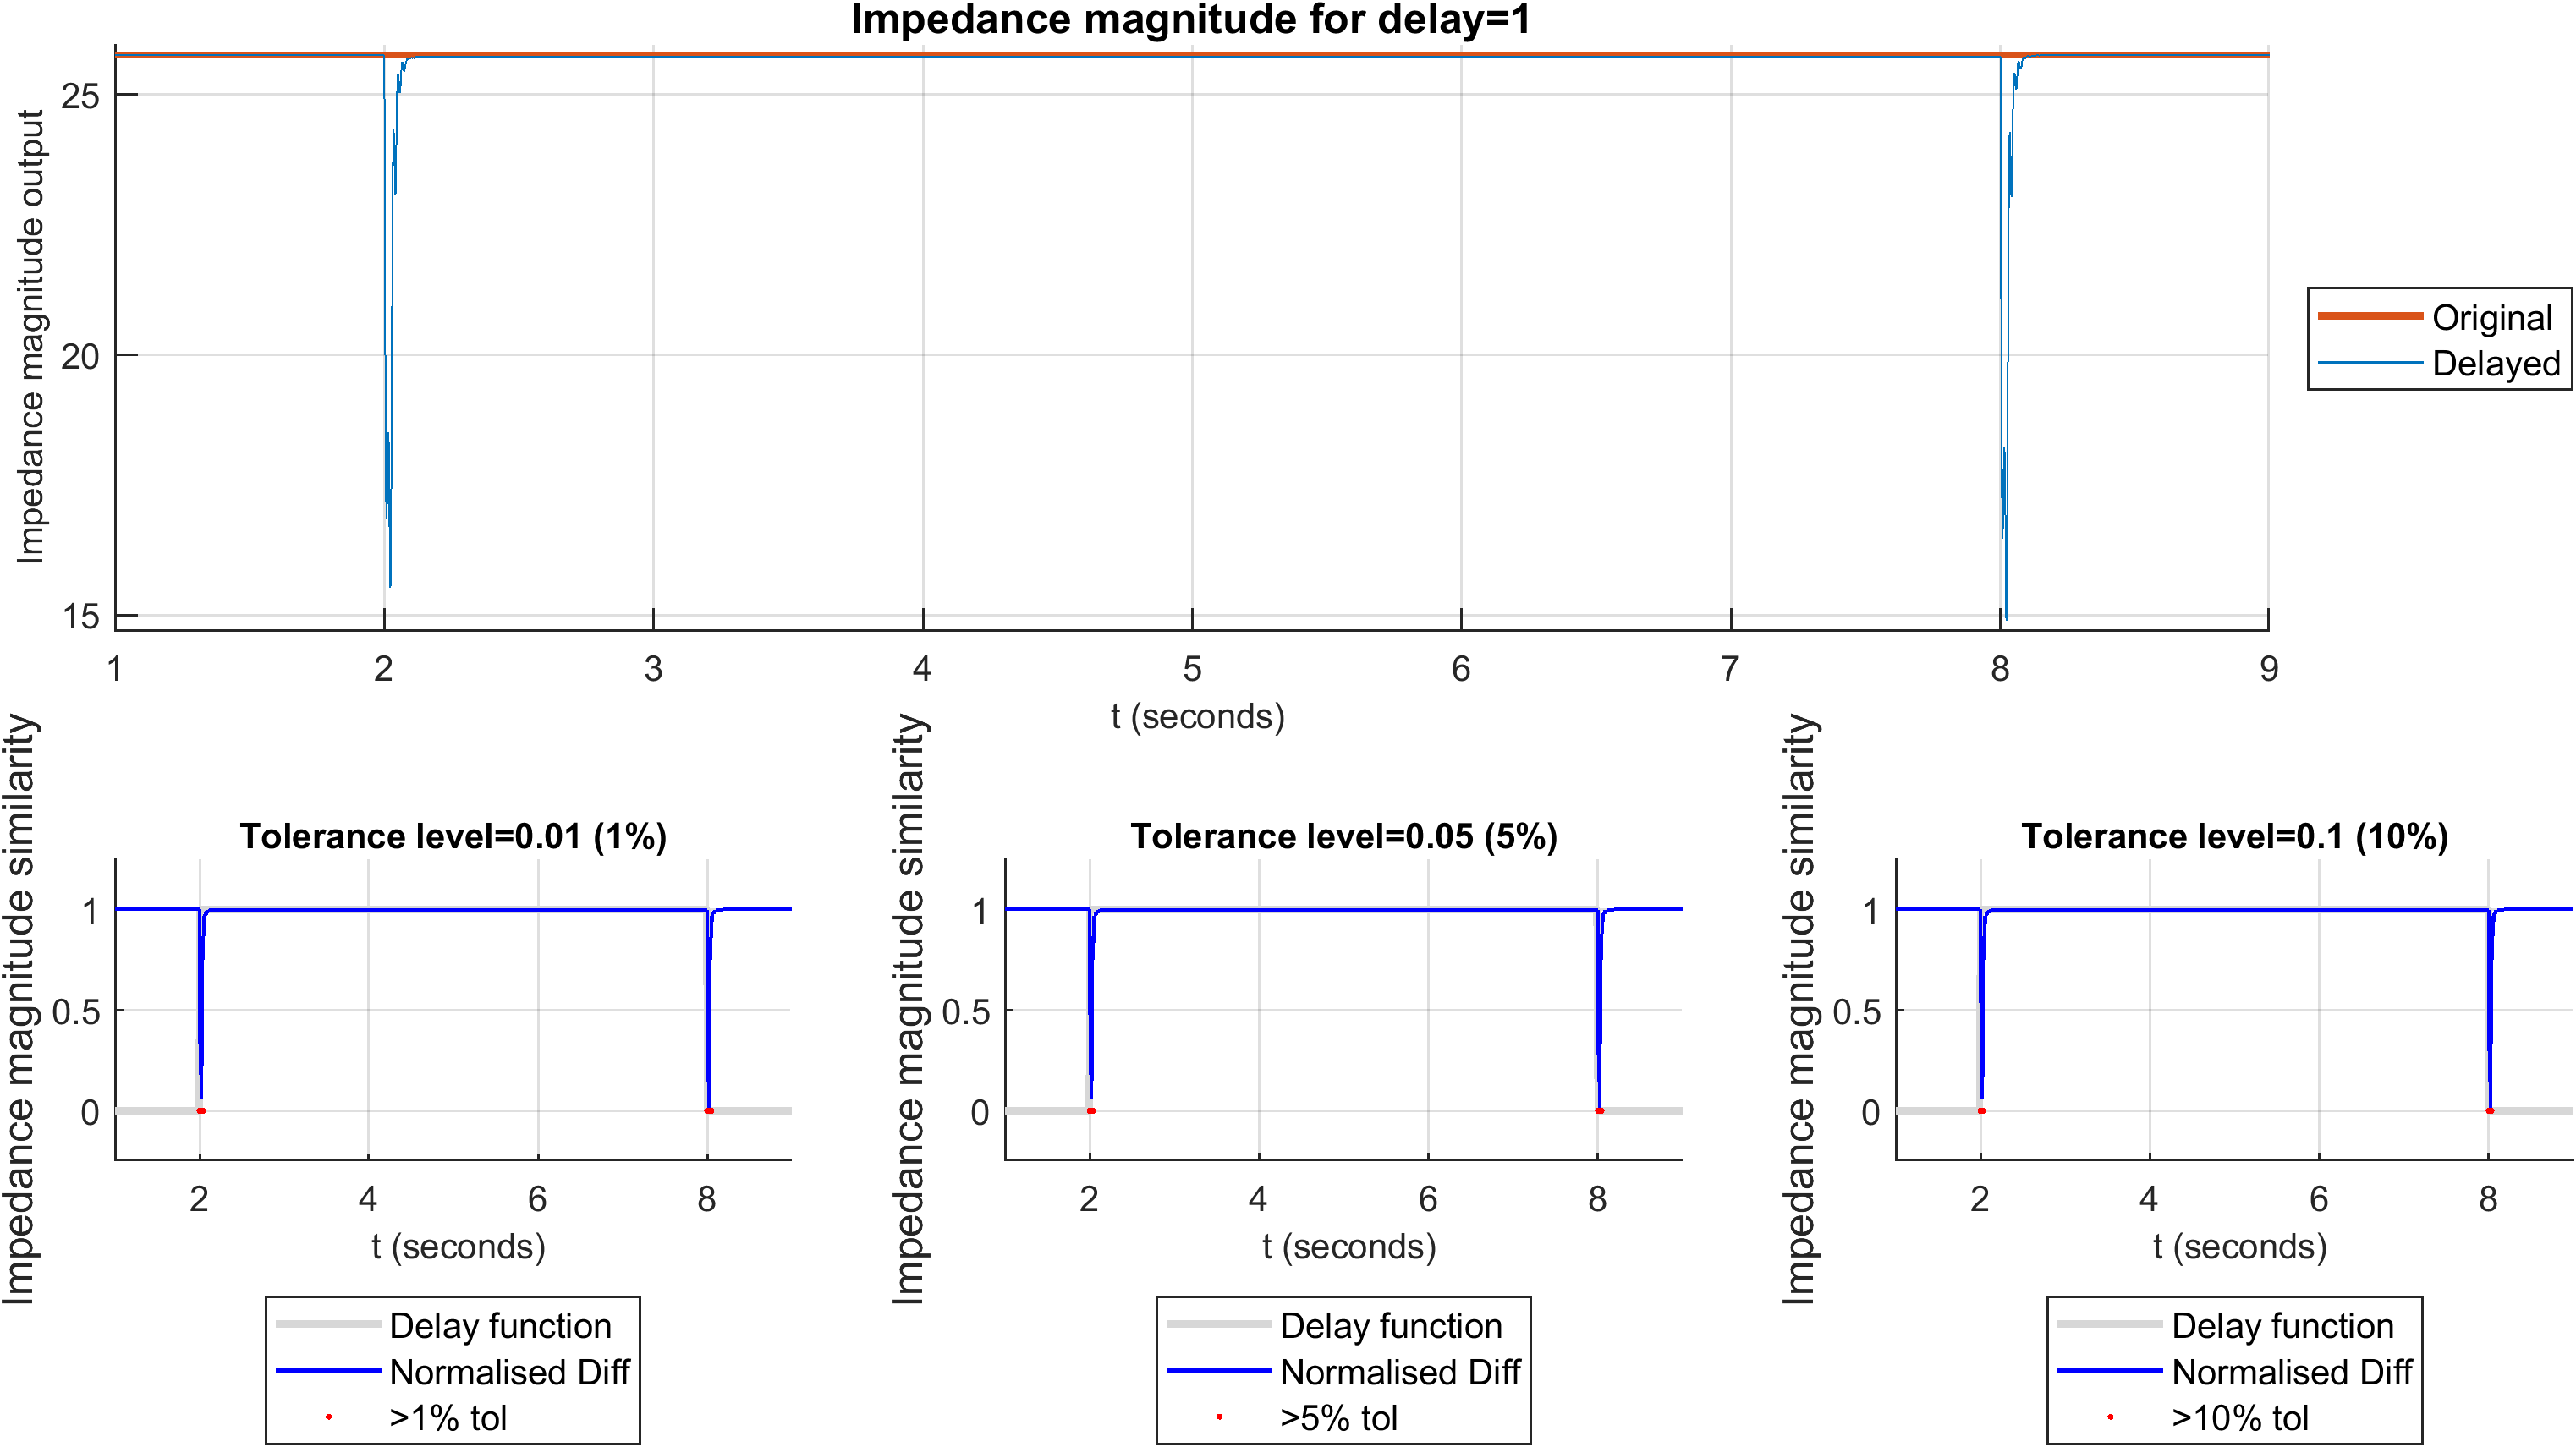 Impedance magnitude for delay=1
Impedance magnitude output
25
20
15
1 2 3 4 5 6 7 8 9
t (seconds)
Original
Delayed
Tolerance level=0.01 (1%)
Impedance magnitude similarity
1
0.5
0
2 4 6 8
t (seconds)
Delay function
Normalised Diff
>1% tol
Tolerance level=0.05 (5%)
Impedance magnitude similarity
1
0.5
0
2 4 6 8
t (seconds)
Delay function
Normalised Diff
>5% tol
Tolerance level=0.1 (10%)
Impedance magnitude similarity
1
0.5
0
2 4 6 8
t (seconds)
Delay function
Normalised Diff
>10% tol